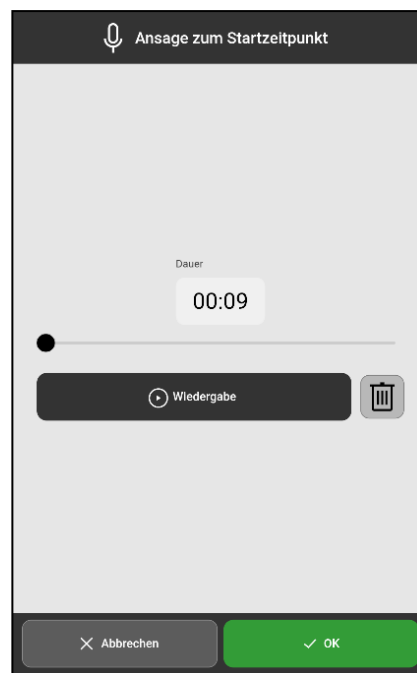 Ansage zum Startzeitpunkt
Dauer
00:09
Wiedergabe
Abbrechen
OK